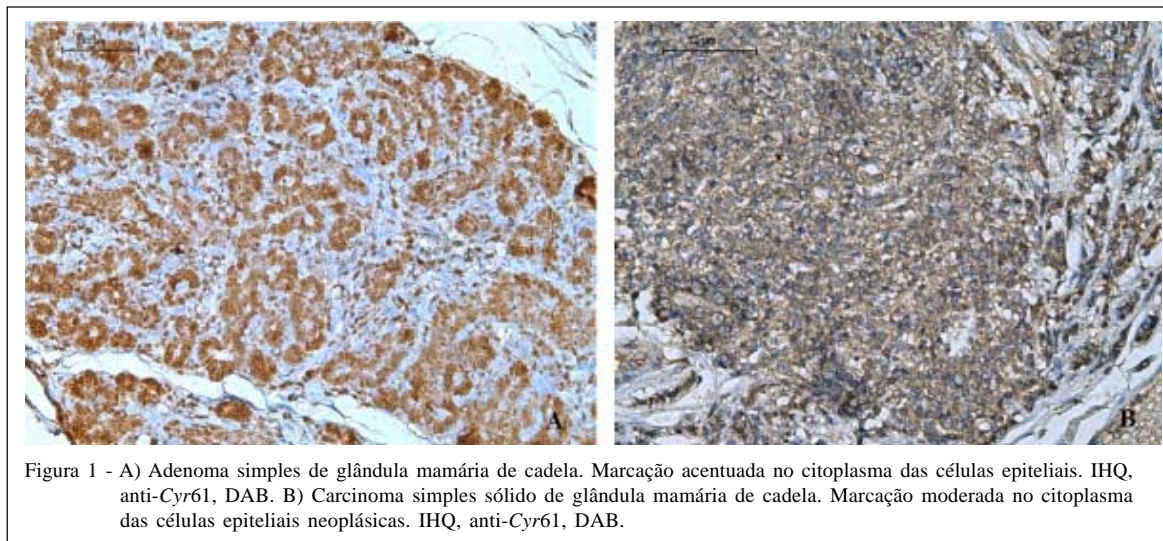 A
B
Figura 1 - A) Adenoma simples de glândula mamária de cadela. Marcação acentuada no citoplasma das células epiteliais. IHQ,
anti-Cyr61, DAB. B) Carcinoma simples sólido de glândula mamária de cadela. Marcação moderada no citoplasma
das células epiteliais neoplásicas. IHQ, anti-Cyr61, DAB.